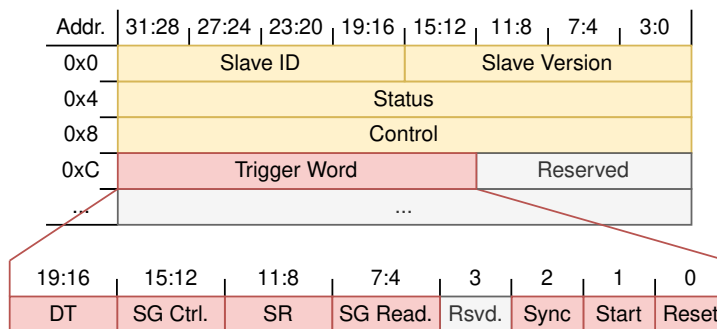 Addr. 31:28 27:24 23:20 19:16 15:12 11:8 7:4 3:0
0x0 Slave ID Slave Version
0x4 Status
0x8 Control
0xC Trigger Word Reserved
... ...
19:16 15:12 11:8 7:4 3 2 1 0
DT SG Ctrl. SR SG Read. Rsvd. Sync Start Reset